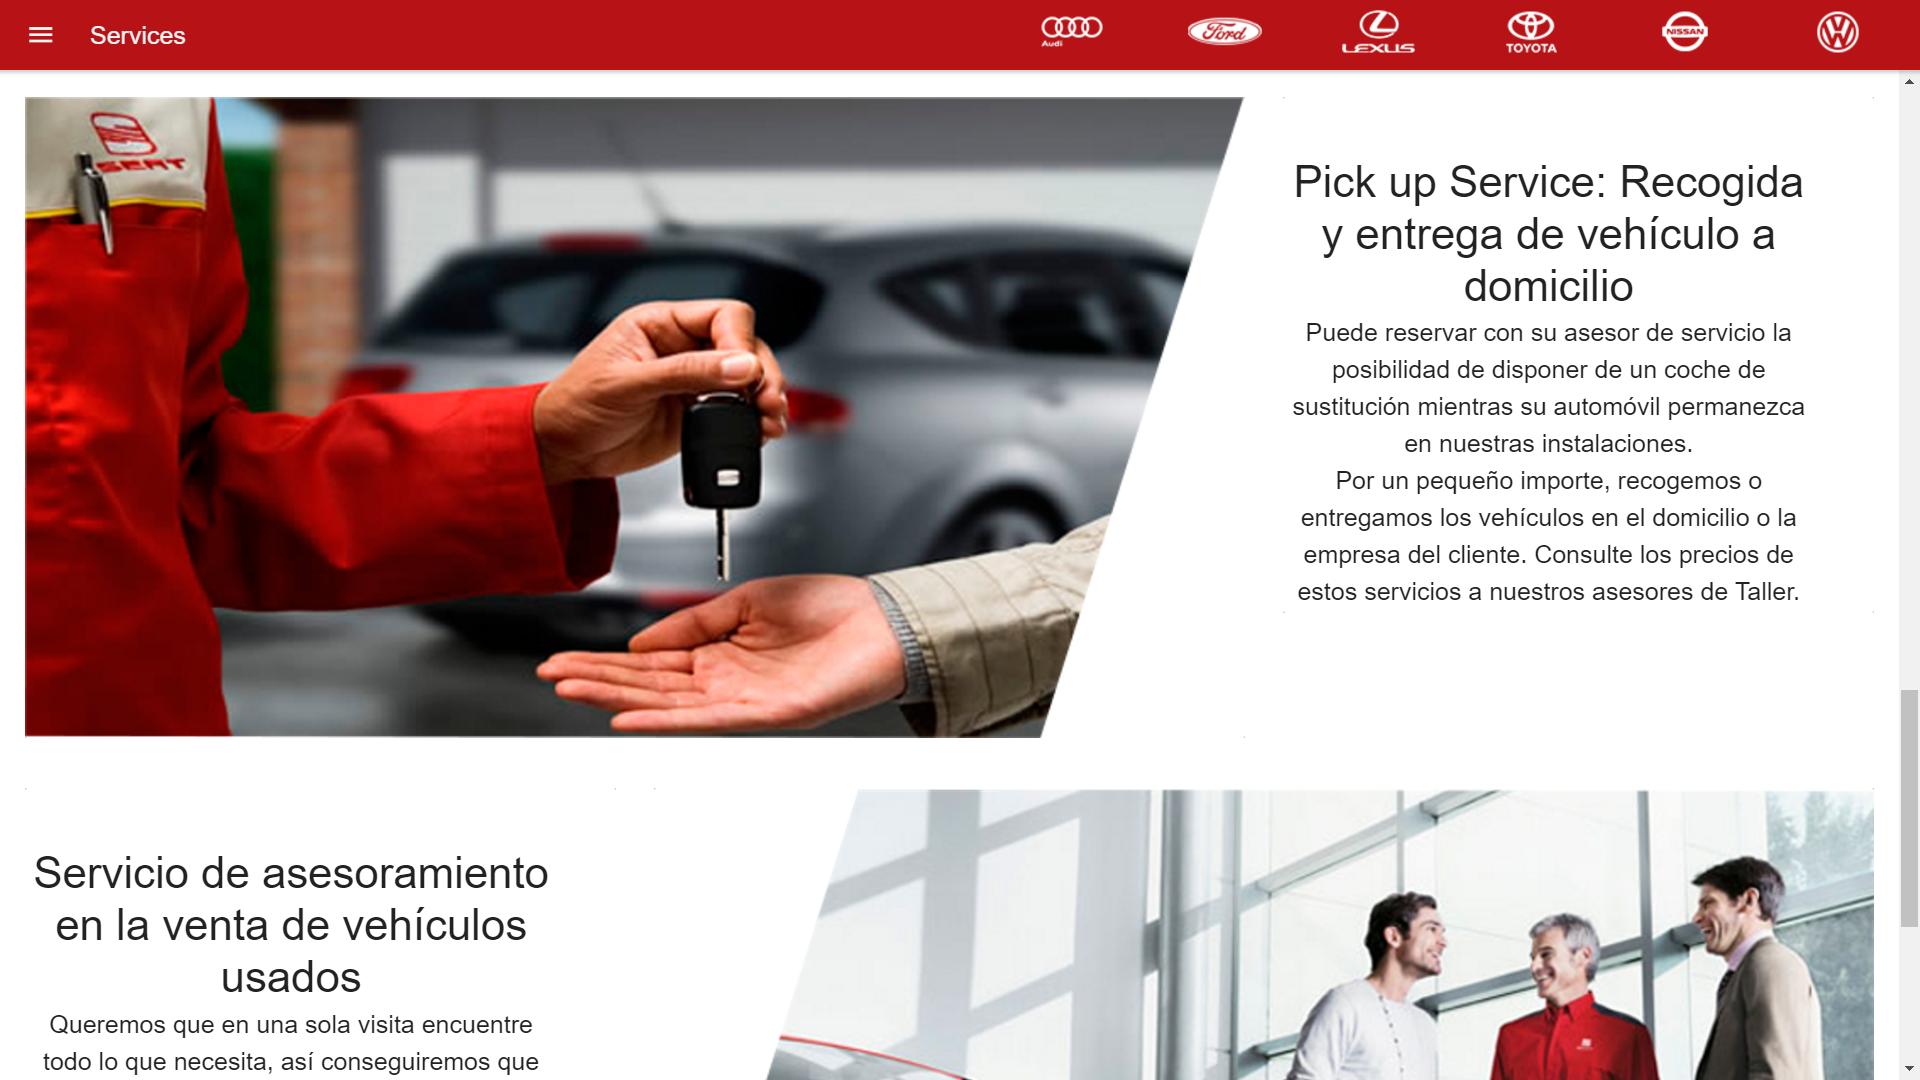 Services
Audi
Ford
LEXUS
TOYOTA
NISSAN
SEAT
Pick up Service: Recogida
y entrega de vehículo a
domicilio
Puede reservar con su asesor de servicio la
posibilidad de disponer de un coche de
sustitución mientras su automóvil permanezca
en nuestras instalaciones.
Por un pequeño importe, recogemos o
entregamos los vehículos en el domicilio o la
empresa del cliente. Consulte los precios de
estos servicios a nuestros asesores de Taller.
Servicio de asesoramiento
en la venta de vehículos
usados
Queremos que en una sola visita encuentre
todo lo que necesita, así conseguiremos que